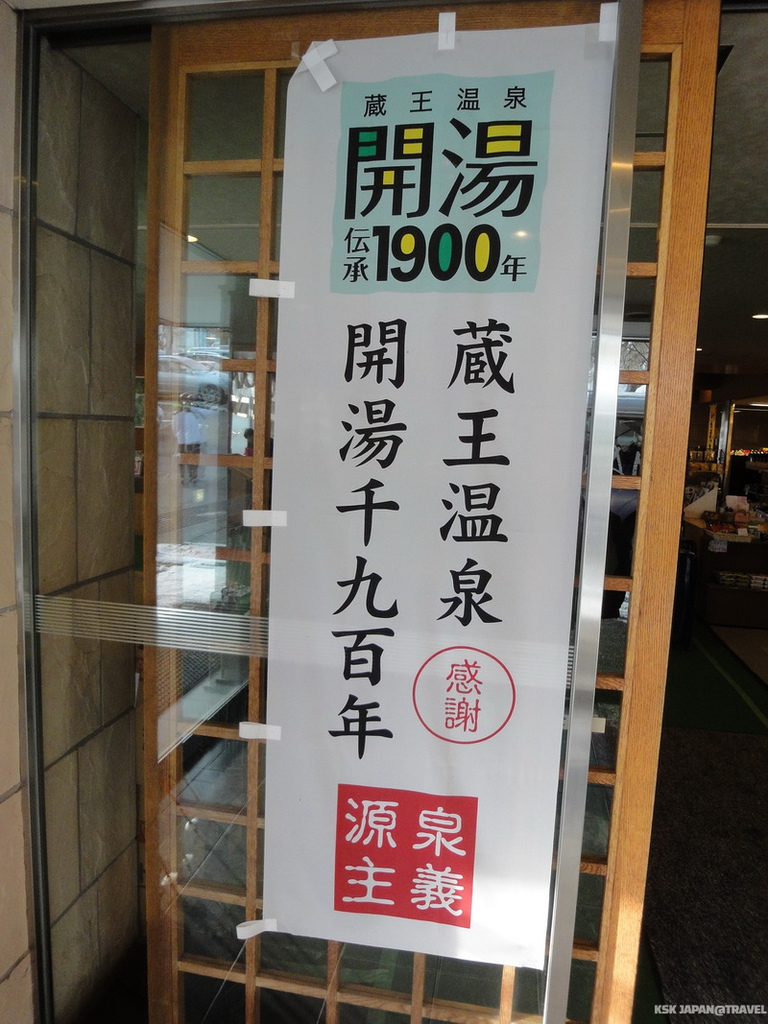 蔵王温泉
開湯
伝承1900年
蔵王温泉
感謝
開湯千九百年
源泉
主義
KSK JAPAN@TRAVEL